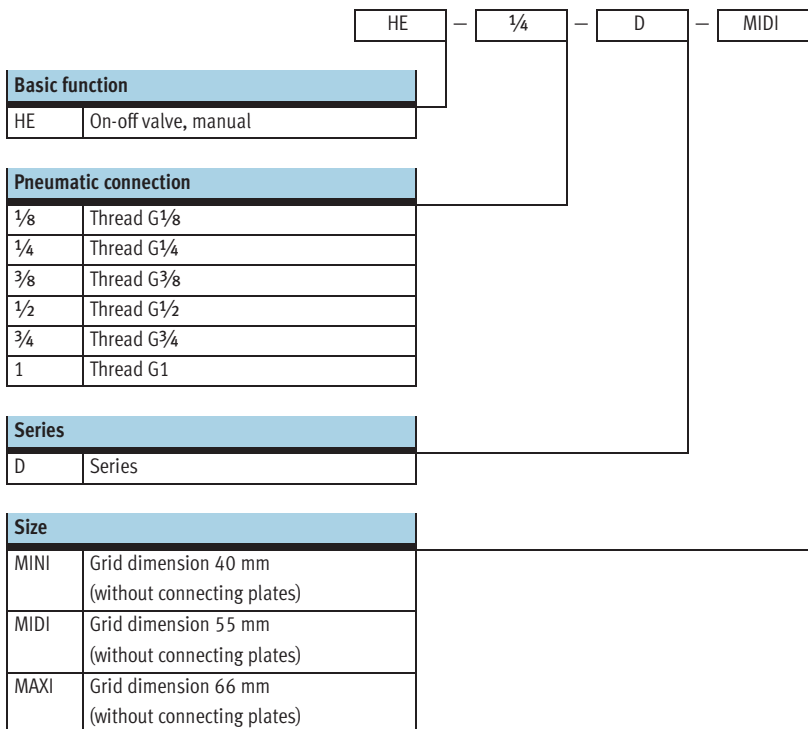 HE – ¼ – D – MIDI
Basic function
HE On-off valve, manual
Pneumatic connection
⅛ Thread G⅛
¼ Thread G¼
⅜ Thread G⅜
½ Thread G½
¾ Thread G¾
1 Thread G1
Series
D Series
Size
MINI Grid dimension 40 mm
(without connecting plates)
MIDI Grid dimension 55 mm
(without connecting plates)
MAXI Grid dimension 66 mm
(without connecting plates)